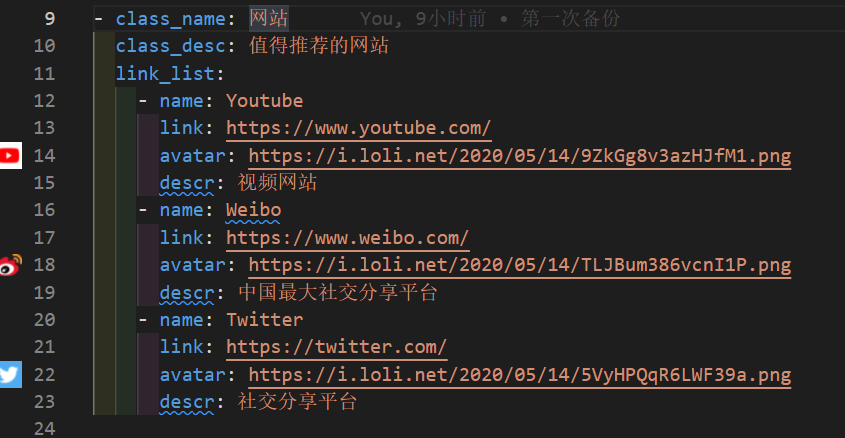 9 - class_name: 网站 You, 9小时前 • 第一次备份
10 class_desc: 值得推荐的网站
11 link_list:
12 - name: Youtube
13 link: https://www.youtube.com/
14 avatar: https://i.loli.net/2020/05/14/9ZkGg8v3azHJfM1.png
15 descr: 视频网站
16 - name: Weibo
17 link: https://www.weibo.com/
18 avatar: https://i.loli.net/2020/05/14/TLJBum386vcnI1P.png
19 descr: 中国最大社交分享平台
20 - name: Twitter
21 link: https://twitter.com/
22 avatar: https://i.loli.net/2020/05/14/5VyHPQqR6LWF39a.png
23 descr: 社交分享平台
24